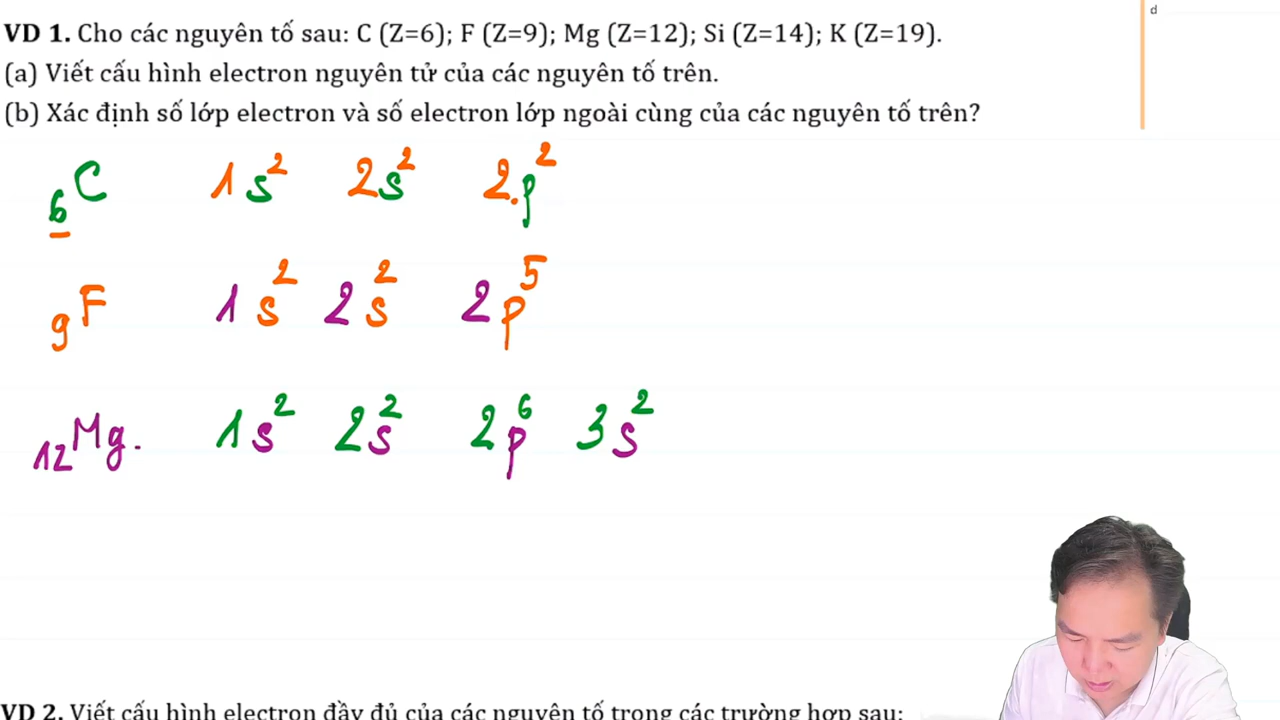 d
VD 1. Cho các nguyên tố sau: C (Z=6); F (Z=9); Mg (Z=12); Si (Z=14); K (Z=19).
(a) Viết cấu hình electron nguyên tử của các nguyên tố trên.
(b) Xác định số lớp electron và số electron lớp ngoài cùng của các nguyên tố trên?
₆C 1s² 2s² 2p²
₉F 1s² 2s² 2p⁵
₁₂Mg. 1s² 2s² 2p⁶ 3s²
VD 2. Viết cấu hình electron đầy đủ của các nguyên tố trong các trường hợp sau: